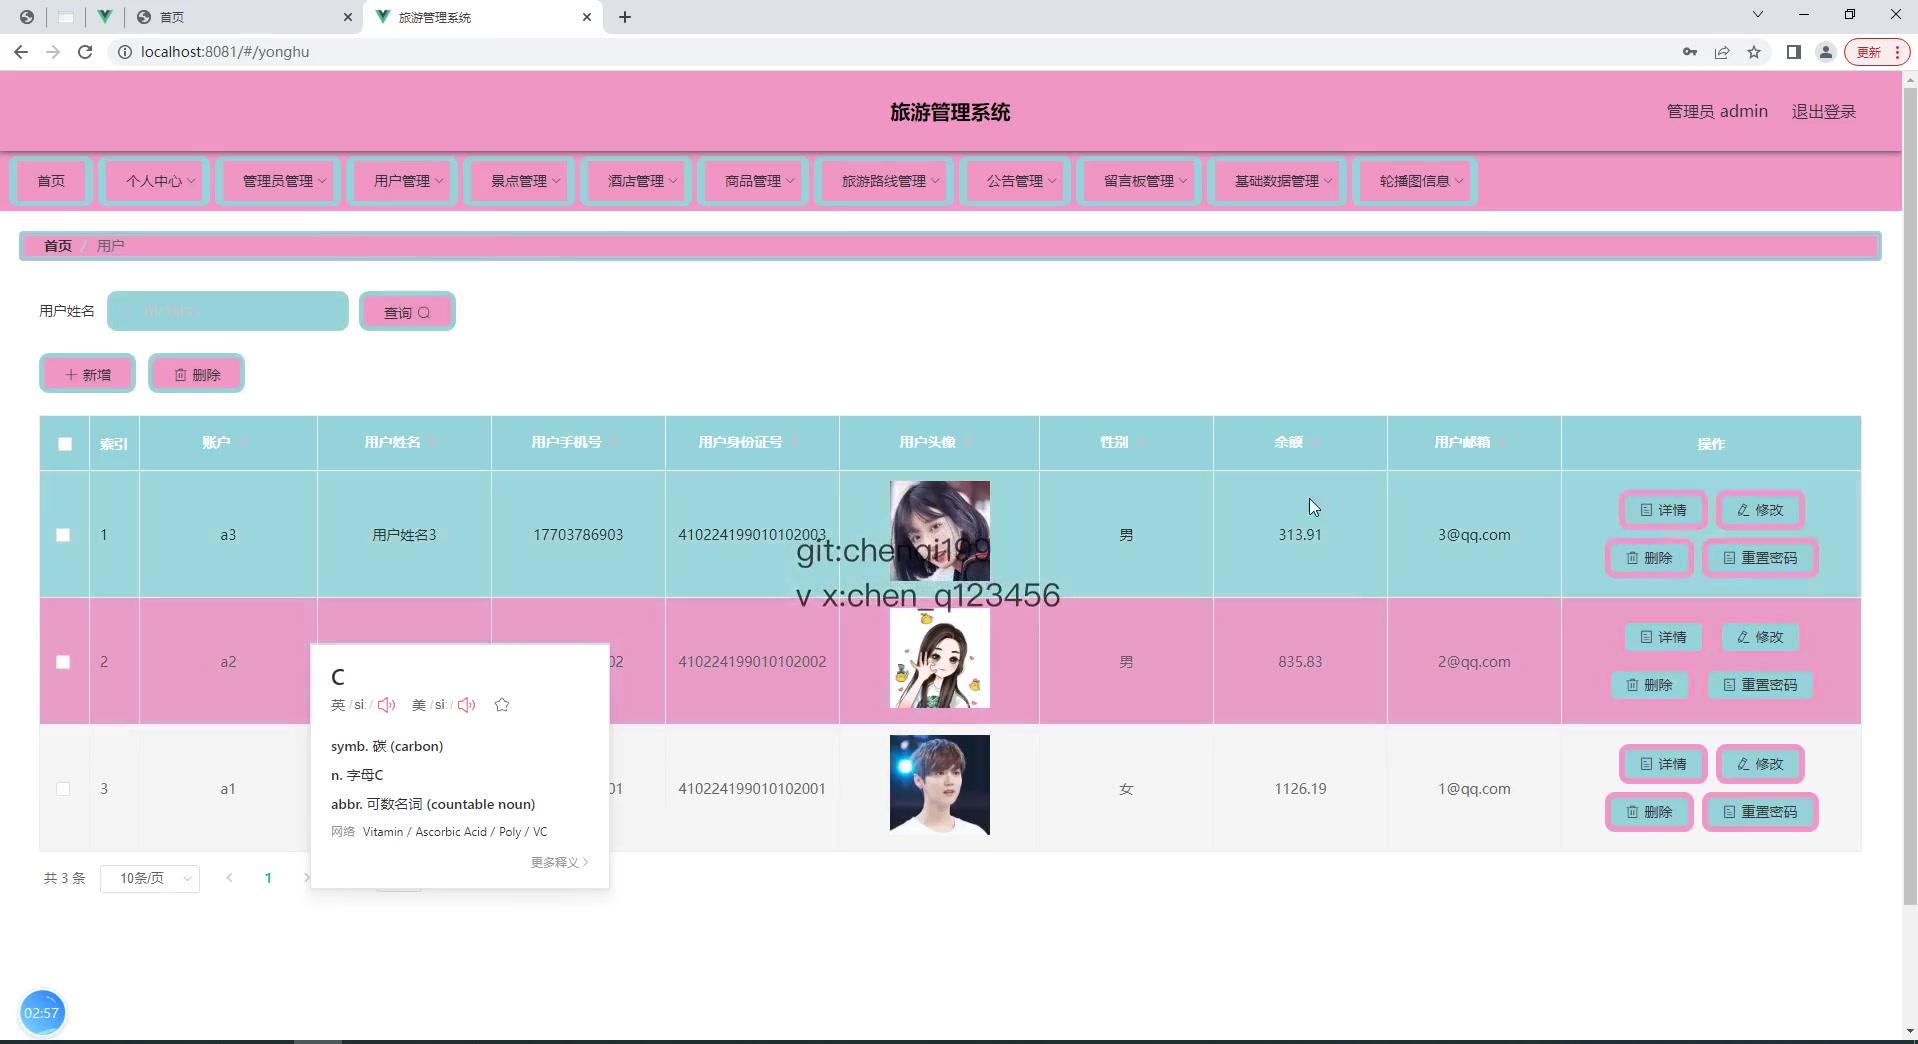 首页
旅游管理系统
localhost:8081/#/yonghu
更新
旅游管理系统
管理员 admin
退出登录
首页
个人中心
管理员管理
用户管理
景点管理
酒店管理
商品管理
旅游路线管理
公告管理
留言板管理
基础数据管理
轮播图信息
首页 / 用户
用户姓名
用户姓名
查询
新增
删除
索引 账户 用户姓名 用户手机号 用户身份证号 用户头像 性别 余额 用户邮箱 操作
1 a3 用户姓名3 17703786903 410224199010102003 男 313.91 3@qq.com
详情 修改
删除 重置密码
git:chenqi199
v x:chen_q123456
2 a2 02 410224199010102002 男 835.83 2@qq.com
详情 修改
删除 重置密码
3 a1 01 410224199010102001 女 1126.19 1@qq.com
详情 修改
删除 重置密码
C
英 / si: / 美 / si: /
symb. 碳 (carbon)
n. 字母C
abbr. 可数名词 (countable noun)
网络 Vitamin / Ascorbic Acid / Poly / VC
更多释义
共 3 条 10条/页 1
02:57